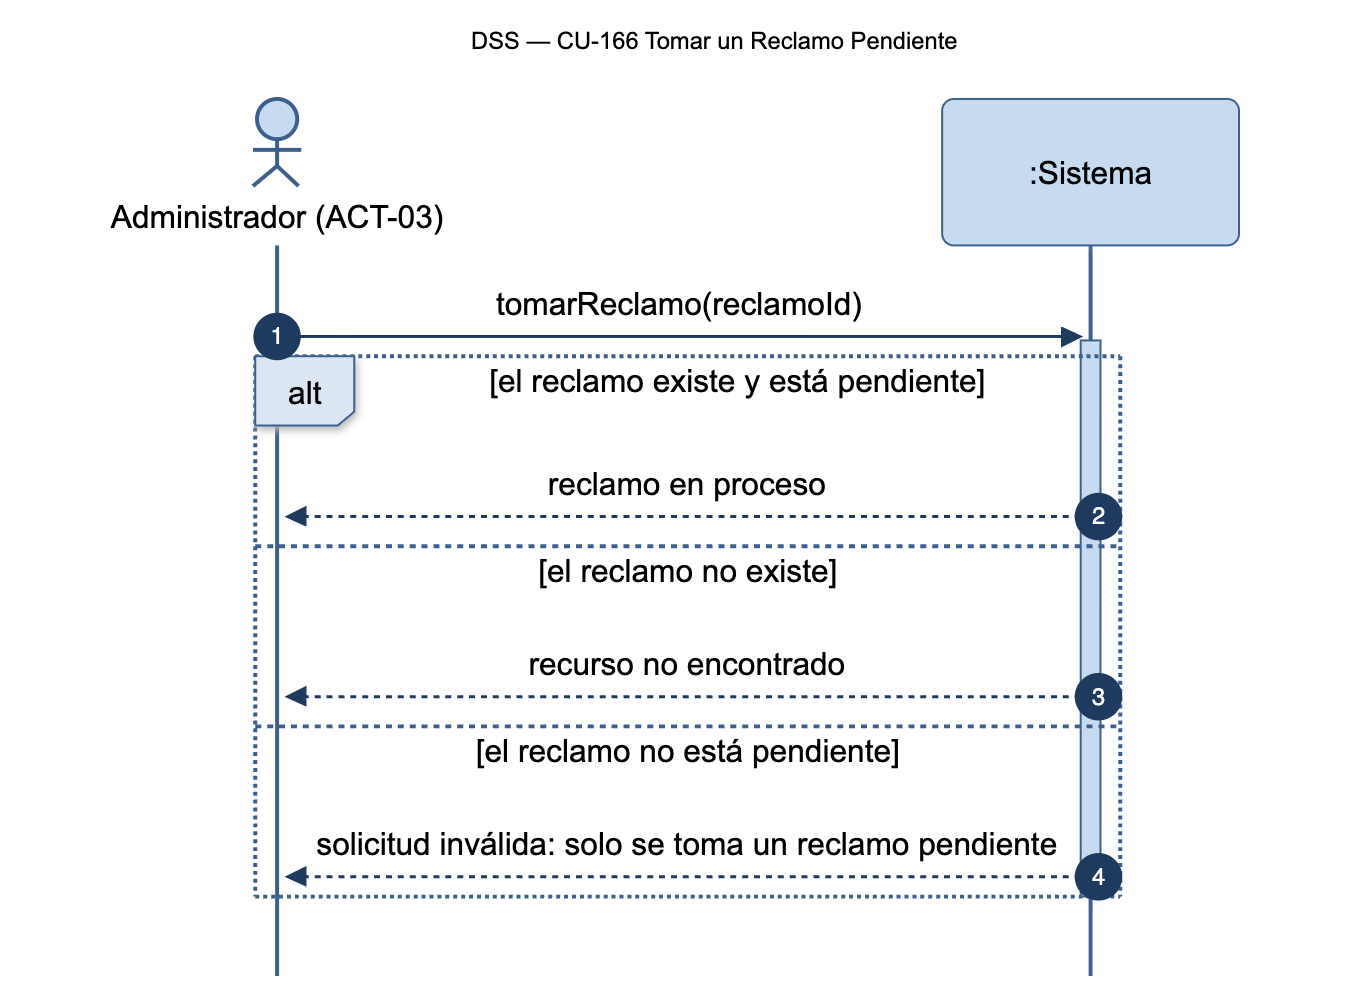 DSS — CU-166 Tomar un Reclamo Pendiente
Administrador (ACT-03)
:Sistema
tomarReclamo(reclamoId)
1
alt
[el reclamo existe y está pendiente]
reclamo en proceso
2
[el reclamo no existe]
recurso no encontrado
3
[el reclamo no está pendiente]
solicitud inválida: solo se toma un reclamo pendiente
4